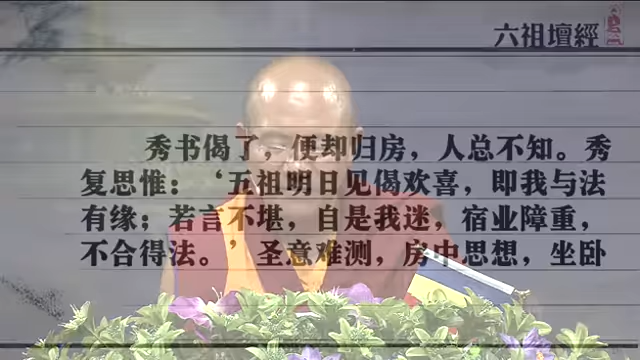 六祖壇經
秀书偈了，便却归房，人总不知。秀
复思惟：‘五祖明日见偈欢喜，即我与法
有缘；若言不堪，自是我迷，宿业障重，
不合得法。’圣意难测，房中思想，坐卧